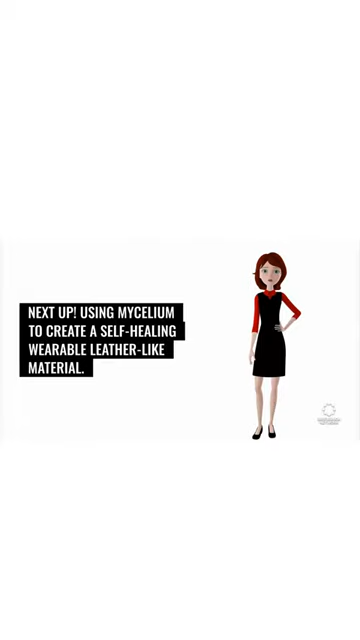 NEXT UP! USING MYCELIUM
TO CREATE A SELF-HEALING
WEARABLE LEATHER-LIKE
MATERIAL.